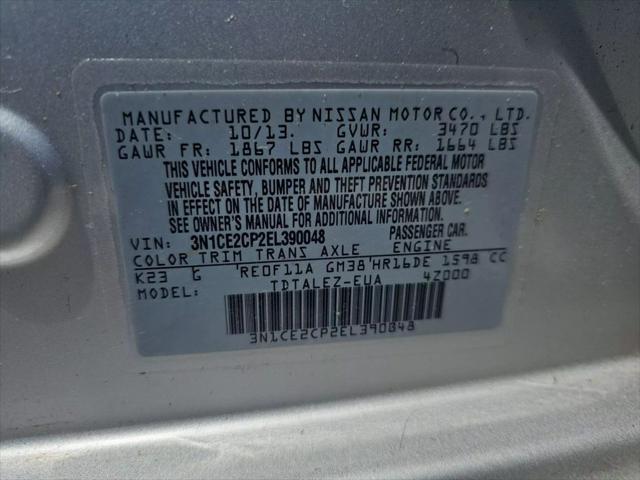 MANUFACTURED BY NISSAN MOTOR CO., LTD.
DATE: 10/13. GVWR: 3470 LBS
GAWR FR: 1867 LBS GAWR RR: 1664 LBS
THIS VEHICLE CONFORMS TO ALL APPLICABLE FEDERAL MOTOR
VEHICLE SAFETY, BUMPER AND THEFT PREVENTION STANDARDS
IN EFFECT ON THE DATE OF MANUFACTURE SHOWN ABOVE.
SEE OWNER'S MANUAL FOR ADDITIONAL INFORMATION.
VIN: 3N1CE2CP2EL390048 PASSENGER CAR.
COLOR TRIM TRANS AXLE ENGINE
K23 G 'RE0F11A GM38'HR16DE 1598 CC
MODEL: TDTALEZ-EUA 4Z000
3N1CE2CP2EL390048